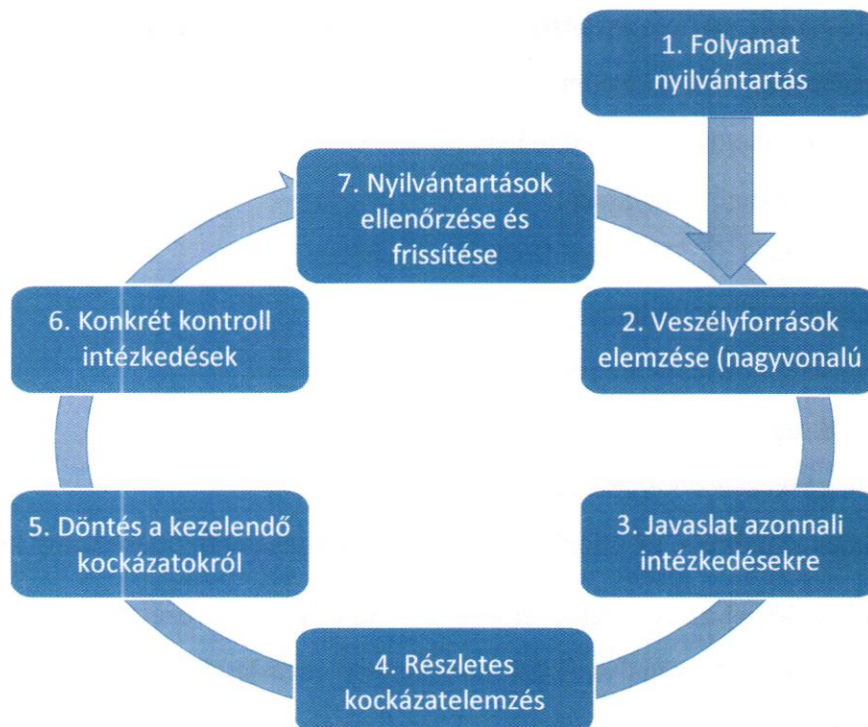 1. Folyamat
nyilvántartás
2. Veszélyforrások
elemzése (nagyvonalú
3. Javaslat azonnali
intézkedésekre
4. Részletes
kockázatelemzés
5. Döntés a kezelendő
kockázatokról
6. Konkrét kontroll
intézkedések
7. Nyilvántartások
ellenőrzése és
frissítése